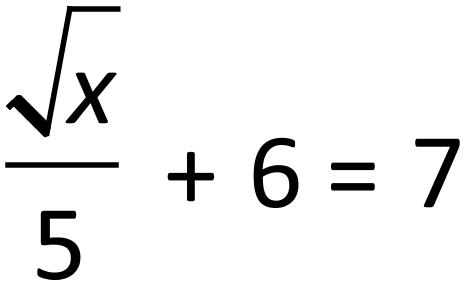 √x/5 + 6 = 7